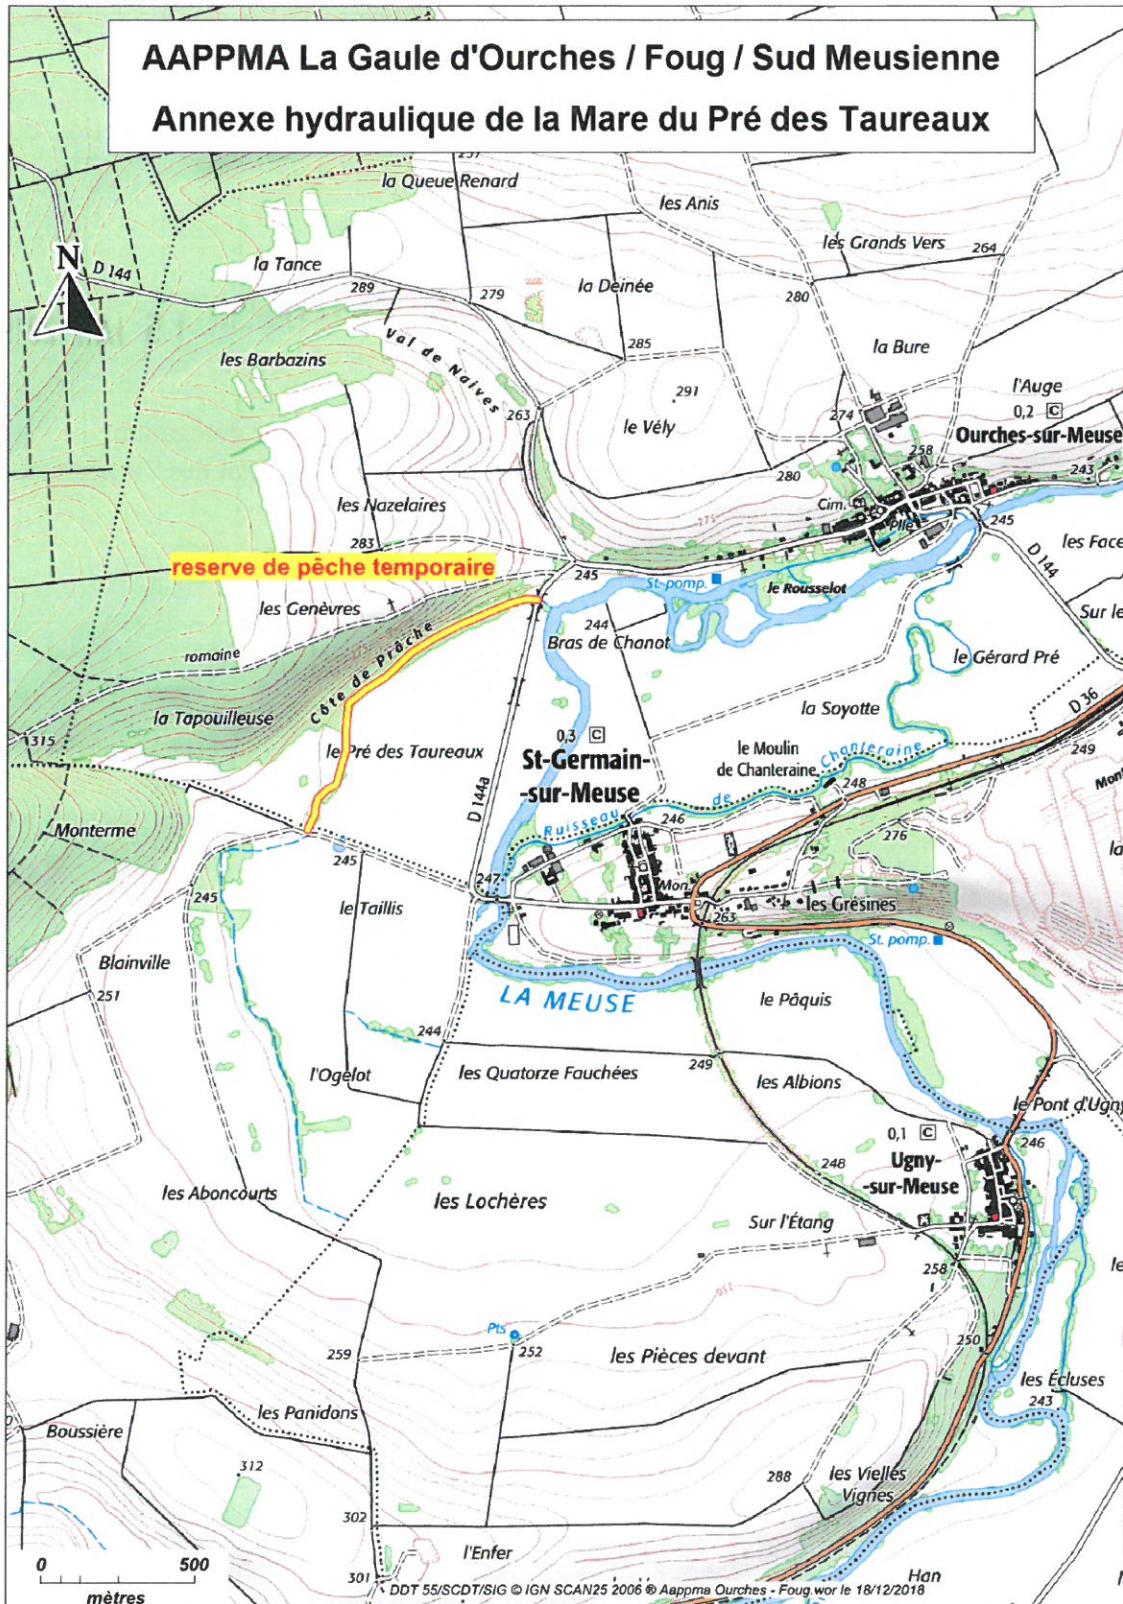 AAPPMA La Gaule d'Ourches / Foug / Sud Meusienne
Annexe hydraulique de la Mare du Pré des Taureaux
la Queue Renard
les Anis
les Grands Vers
264
N
D 144
la Tance
289
279
la Deinée
280
285
la Bure
les Barbazins
Val de Naives
l'Auge
291
0,2 C
263
le Vély
274
Ourches-sur-Meuse
258
280
243
les Nazelaires
275
Cim.
Plle
245
283
les Face
reserve de pêche temporaire
245
St. pomp.
D 144
le Rousselot
les Genèvres
244
Sur le
Bras de Chanot
romaine
Côte de Prôche
le Gérard Pré
la Tapouilleuse
la Soyotte
D 36
315
le Pré des Taureaux
0,3 C
249
St-Germain-
-sur-Meuse
le Moulin
de Chanteraine
Ruisseau de Chanteraine
D 144a
248
Mont
Monterme
246
276
la
245
247
Mon.
245
le Taillis
263
les Grésines
St. pomp.
Blainville
LA MEUSE
le Pâquis
251
244
249
l'Ogelot
les Quatorze Fauchées
les Albions
le Pont d'Ugny
0,1 C
246
248
Ugny-
-sur-Meuse
les Aboncourts
les Lochères
Sur l'Étang
258
le
Pts
252
250
259
les Pièces devant
les Écluses
243
les Panidons
Boussière
312
288
les Vielles
Vignes
302
l'Enfer
0 500
mètres
301
Han
DDT 55/SCDT/SIG © IGN SCAN25 2006 ® Aappma Ourches - Foug.wor le 18/12/2018